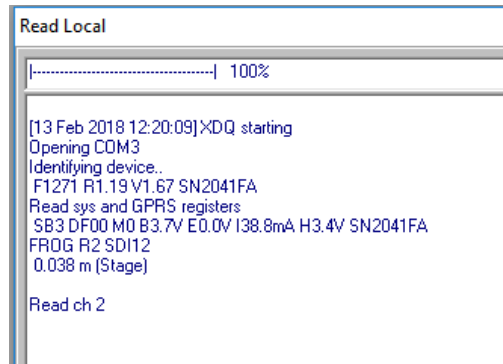 Read Local
|---------------------------------------| 100%
[13 Feb 2018 12:20:09] XDQ starting
Opening COM3
Identifying device..
F1271 R1.19 V1.67 SN2041FA
Read sys and GPRS registers
SB3 DF00 M0 B3.7V E0.0V I38.8mA H3.4V SN2041FA
FROG R2 SDI12
0.038 m (Stage)
Read ch 2